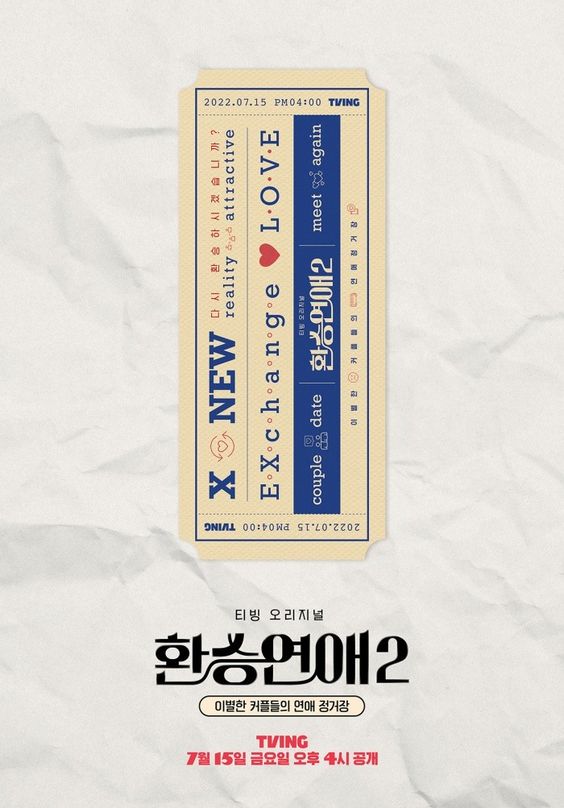 2022.07.15 PM04:00 TVING
X NEW
다시 환승하시겠습니까?
reality attractive
E·X·c·h·a·n·g·e L·O·V·E
couple date
티빙 오리지널
환승연애2
meet again
이별한 커플들의 연애 정거장
2022.07.15 PM04:00 TVING
티빙 오리지널
환승연애2
이별한 커플들의 연애 정거장
TVING
7월 15일 금요일 오후 4시 공개